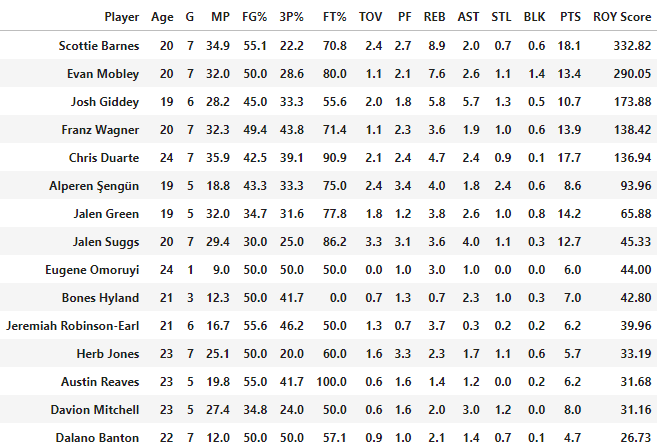 Player Age G MP FG% 3P% FT% TOV PF REB AST STL BLK PTS ROY Score
Scottie Barnes 20 7 34.9 55.1 22.2 70.8 2.4 2.7 8.9 2.0 0.7 0.6 18.1 332.82
Evan Mobley 20 7 32.0 50.0 28.6 80.0 1.1 2.1 7.6 2.6 1.1 1.4 13.4 290.05
Josh Giddey 19 6 28.2 45.0 33.3 55.6 2.0 1.8 5.8 5.7 1.3 0.5 10.7 173.88
Franz Wagner 20 7 32.3 49.4 43.8 71.4 1.1 2.3 3.6 1.9 1.0 0.6 13.9 138.42
Chris Duarte 24 7 35.9 42.5 39.1 90.9 2.1 2.4 4.7 2.4 0.9 0.1 17.7 136.94
Alperen Şengün 19 5 18.8 43.3 33.3 75.0 2.4 3.4 4.0 1.8 2.4 0.6 8.6 93.96
Jalen Green 19 5 32.0 34.7 31.6 77.8 1.8 1.2 3.8 2.6 1.0 0.8 14.2 65.88
Jalen Suggs 20 7 29.4 30.0 25.0 86.2 3.3 3.1 3.6 4.0 1.1 0.3 12.7 45.33
Eugene Omoruyi 24 1 9.0 50.0 50.0 50.0 0.0 1.0 3.0 1.0 0.0 0.0 6.0 44.00
Bones Hyland 21 3 12.3 50.0 41.7 0.0 0.7 1.3 0.7 2.3 1.0 0.3 7.0 42.80
Jeremiah Robinson-Earl 21 6 16.7 55.6 46.2 50.0 1.3 0.7 3.7 0.3 0.2 0.2 6.2 39.96
Herb Jones 23 7 25.1 50.0 20.0 60.0 1.6 3.3 2.3 1.7 1.1 0.6 5.7 33.19
Austin Reaves 23 5 19.8 55.0 41.7 100.0 0.6 1.6 1.4 1.2 0.0 0.2 6.2 31.68
Davion Mitchell 23 5 27.4 34.8 24.0 50.0 0.6 1.6 2.0 3.0 1.2 0.0 8.0 31.16
Dalano Banton 22 7 12.0 50.0 50.0 57.1 0.9 1.0 2.1 1.4 0.7 0.1 4.7 26.73